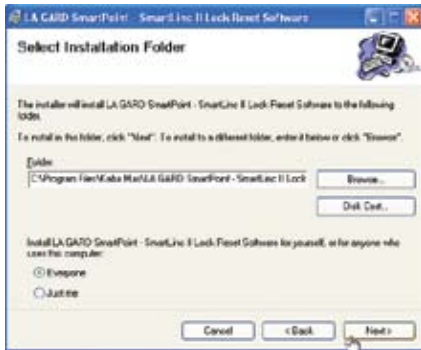 LA GARD SmartPoint - SmartLinc II Lock Reset Software
Select Installation Folder
The installer will install LA GARD SmartPoint - SmartLinc II Lock Reset Software to the following
folder.
To install in this folder, click "Next". To install to a different folder, enter it below or click "Browse".
Folder:
C:\Program Files\Kaba Mas\LA GARD SmartPoint - SmartLinc II Lock
Browse...
Disk Cost...
Install LA GARD SmartPoint - SmartLinc II Lock Reset Software for yourself, or for anyone who
uses this computer:
Everyone
Just me
Cancel
< Back
Next >